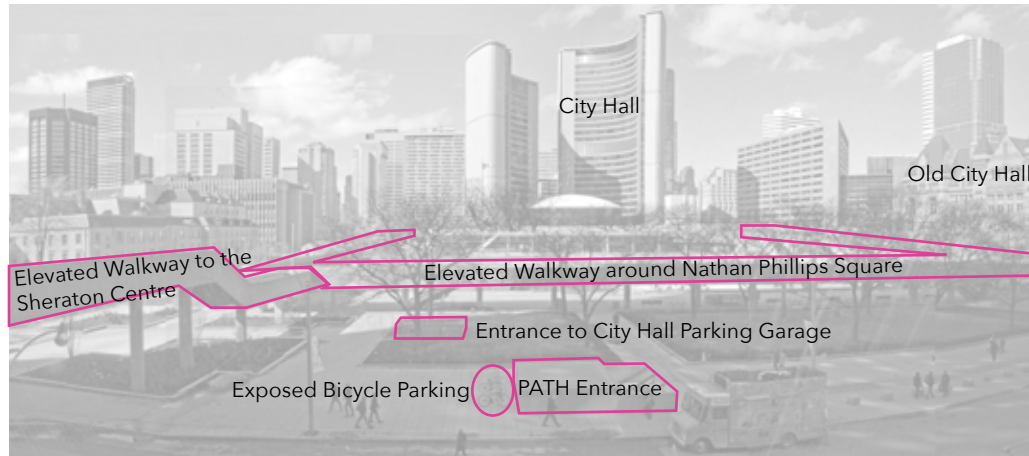 City Hall
Old City Hall
Elevated Walkway to the
Sheraton Centre
Elevated Walkway around Nathan Phillips Square
Entrance to City Hall Parking Garage
Exposed Bicycle Parking
PATH Entrance